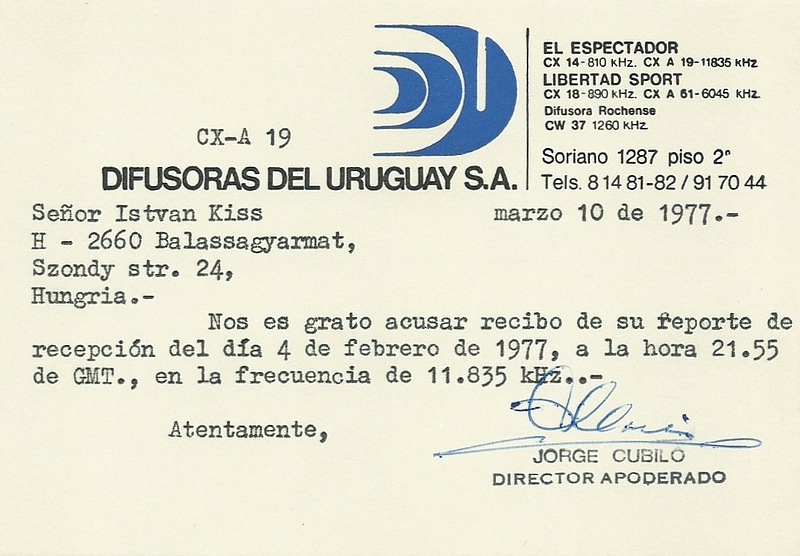 EL ESPECTADOR
CX 14-810 kHz. CX A 19-11835 kHz
LIBERTAD SPORT
CX 18-890 kHz. CX A 61-6045 kHz.
Difusora Rochense
CW 37 1260 kHz.
Soriano 1287 piso 2º
Tels. 8 14 81-82 / 91 70 44
CX-A 19
DIFUSORAS DEL URUGUAY S.A.
Señor Istvan Kiss
marzo 10 de 1977.-
H - 2660 Balassagyarmat,
Szondy str. 24,
Hungria.-
Nos es grato acusar recibo de su reporte de
recepción del día 4 de febrero de 1977, a la hora 21.55
de GMT., en la frecuencia de 11.835 kHz..-
Atentamente,
JORGE CUBILO
DIRECTOR APODERADO